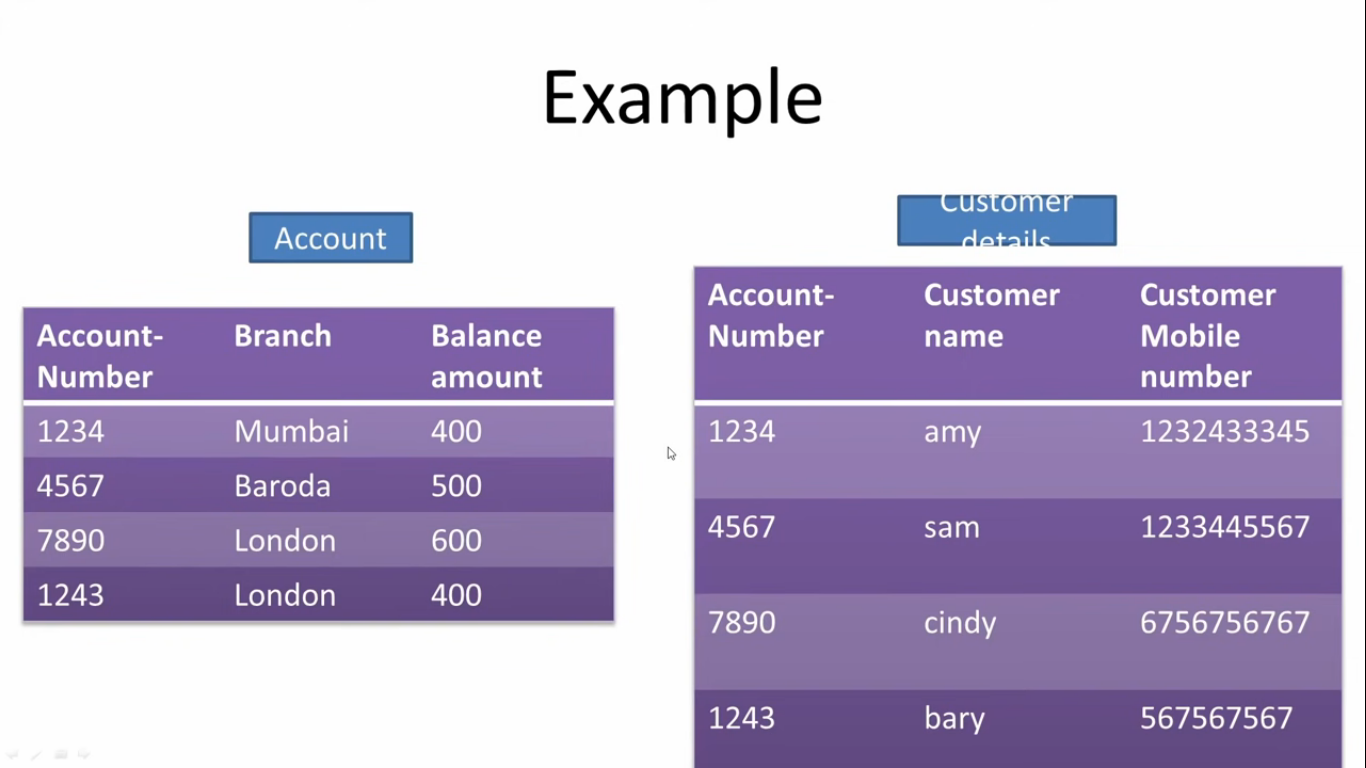 Example
Account
Customer
details
Account- Branch Balance
Number amount
1234 Mumbai 400
4567 Baroda 500
7890 London 600
1243 London 400
Account- Customer Customer
Number name Mobile
number
1234 amy 1232433345
4567 sam 1233445567
7890 cindy 6756756767
1243 bary 567567567